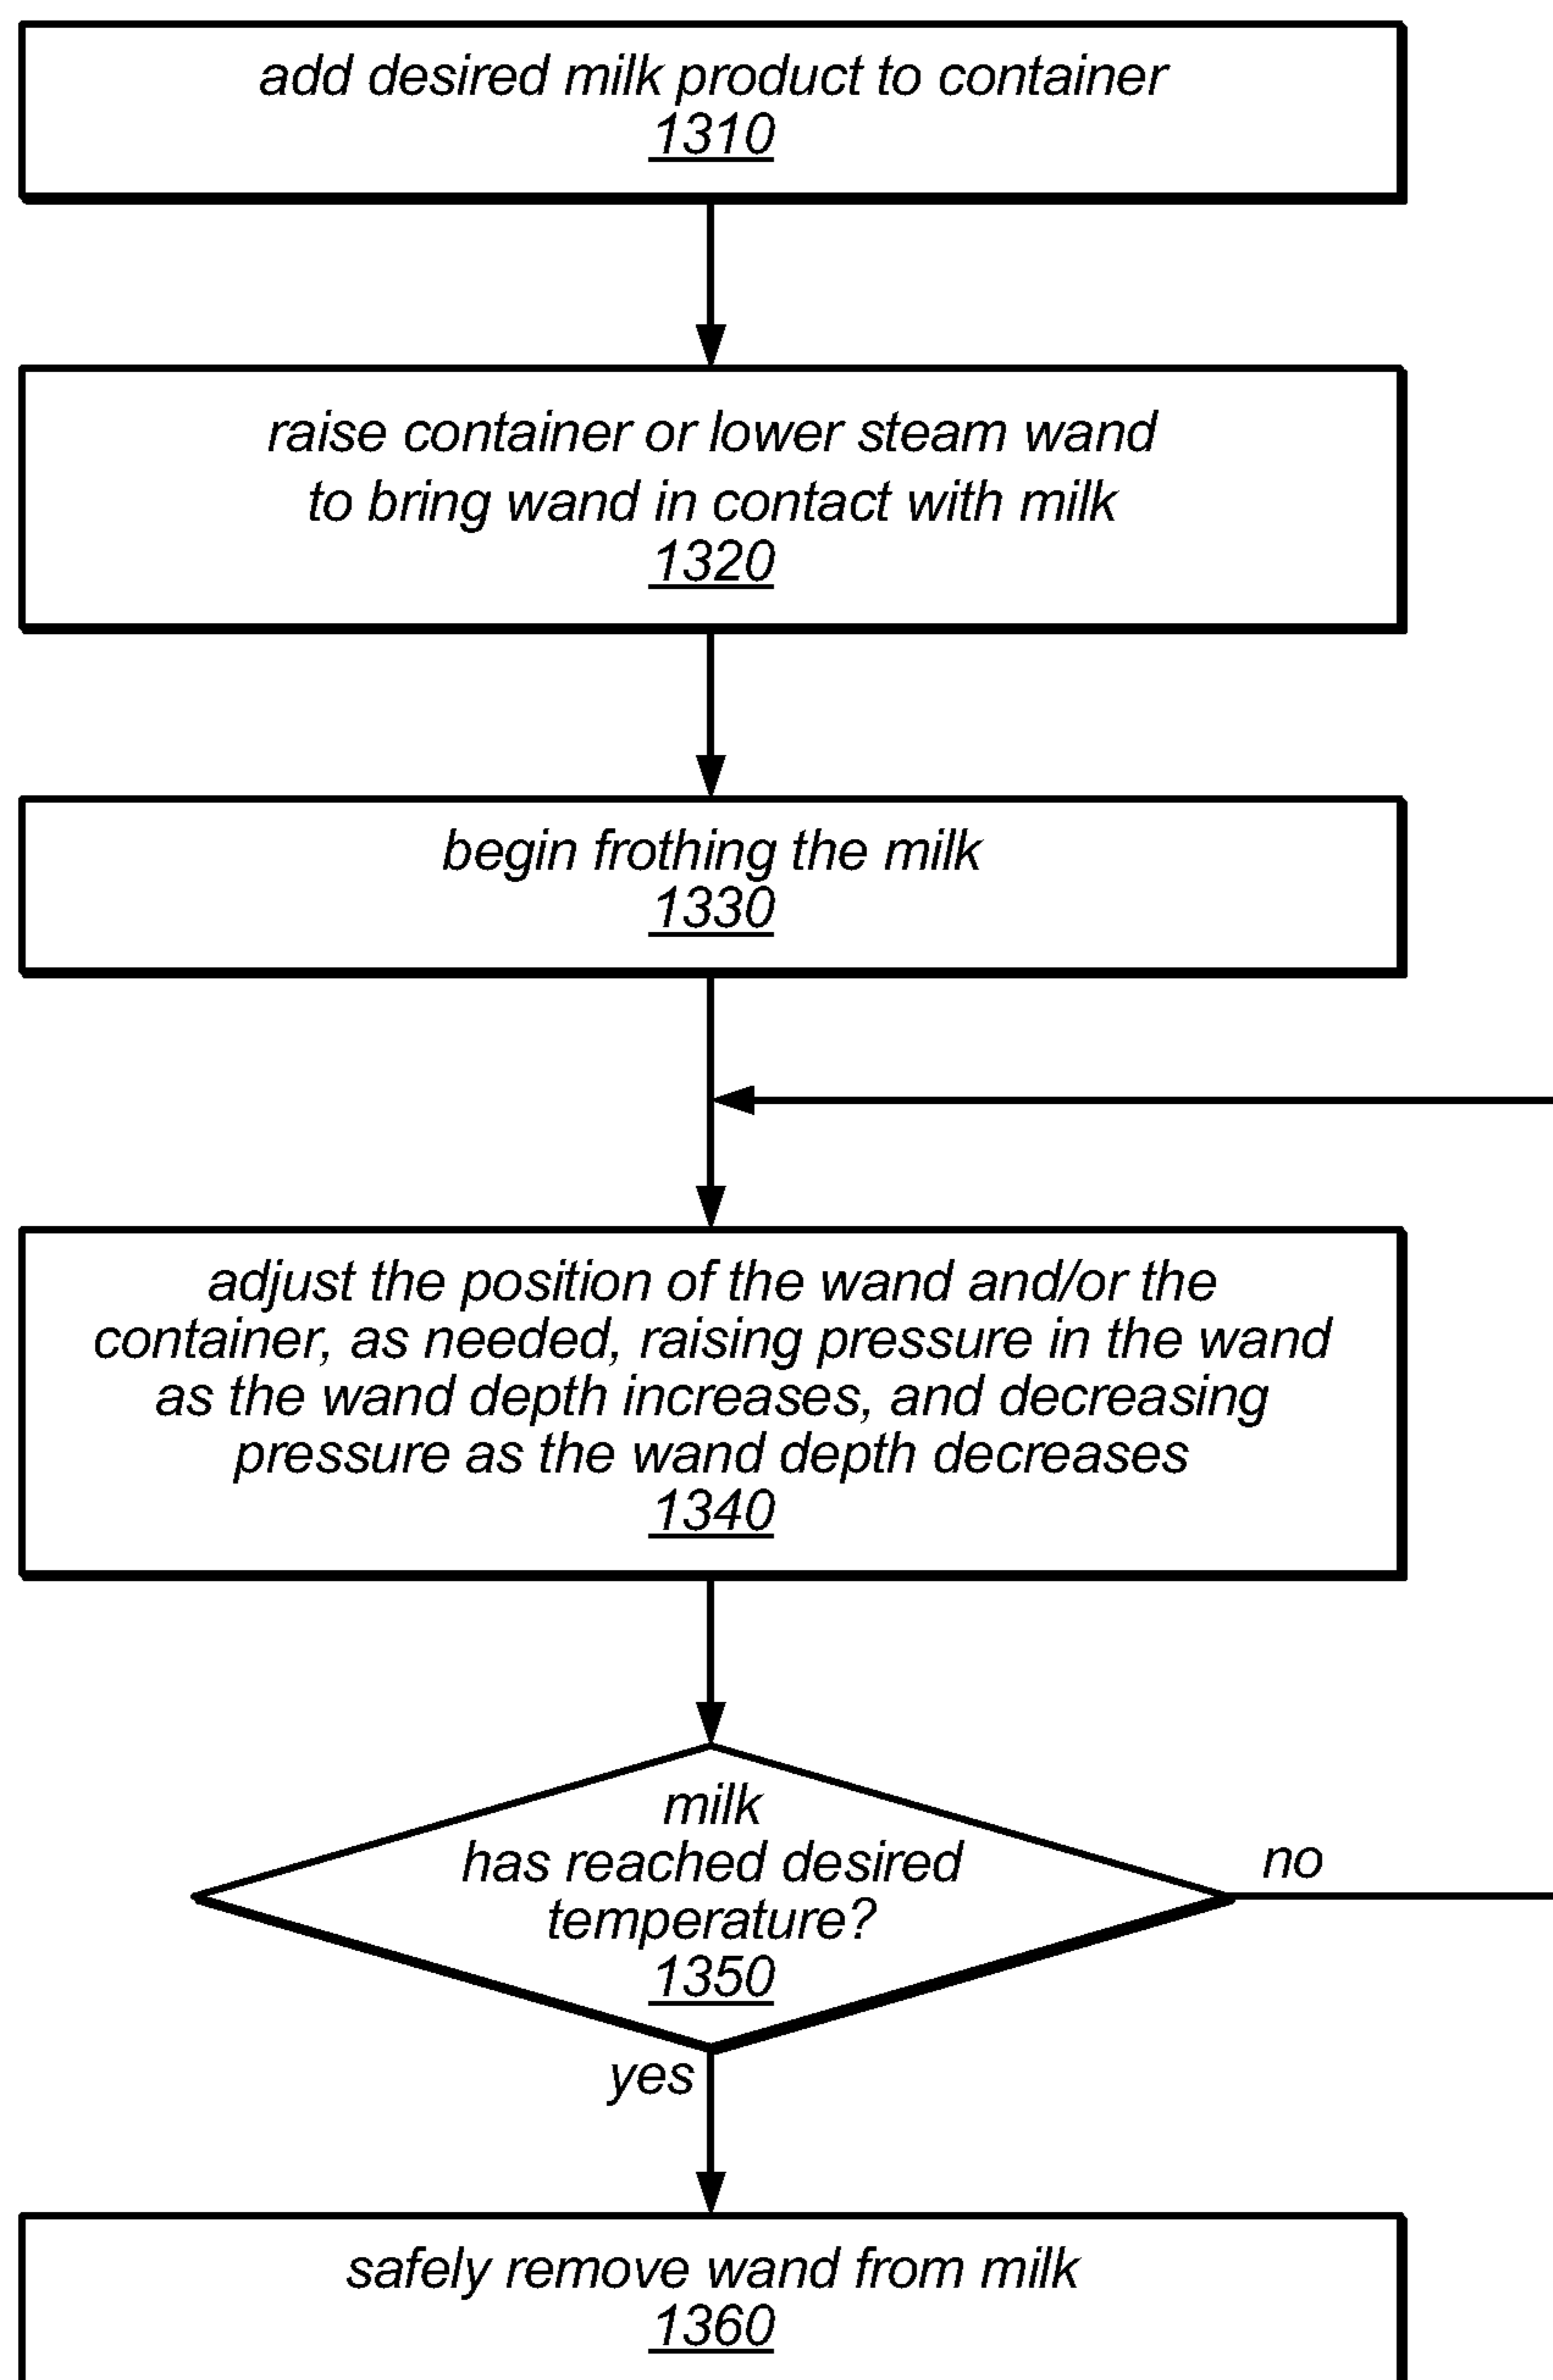 add desired milk product to container
1310
raise container or lower steam wand
to bring wand in contact with milk
1320
begin frothing the milk
1330
adjust the position of the wand and/or the
container, as needed, raising pressure in the wand
as the wand depth increases, and decreasing
pressure as the wand depth decreases
1340
milk
has reached desired
temperature?
1350
no
yes
safely remove wand from milk
1360